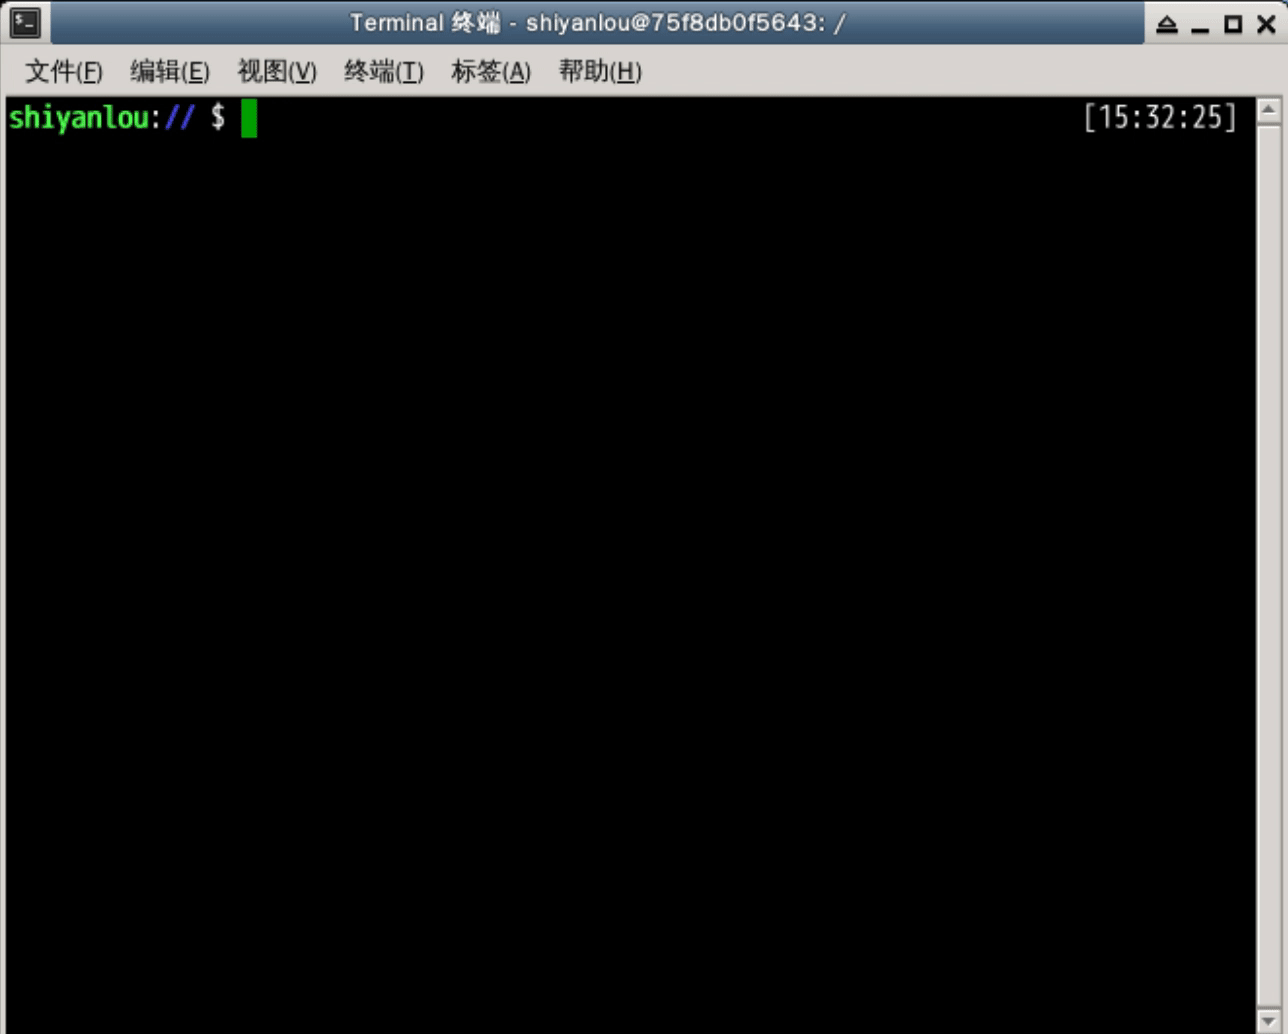 Terminal 终端 - shiyanlou@75f8db0f5643: /
文件(F) 编辑(E) 视图(V) 终端(T) 标签(A) 帮助(H)
shiyanlou:// $ [15:32:25]